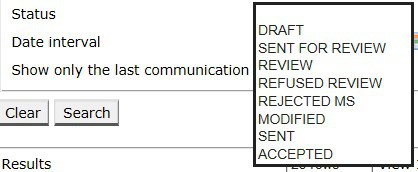 Status
Date interval
Show only the last communication
DRAFT
SENT FOR REVIEW
REVIEW
REFUSED REVIEW
REJECTED MS
MODIFIED
SENT
ACCEPTED
Clear
Search
Results